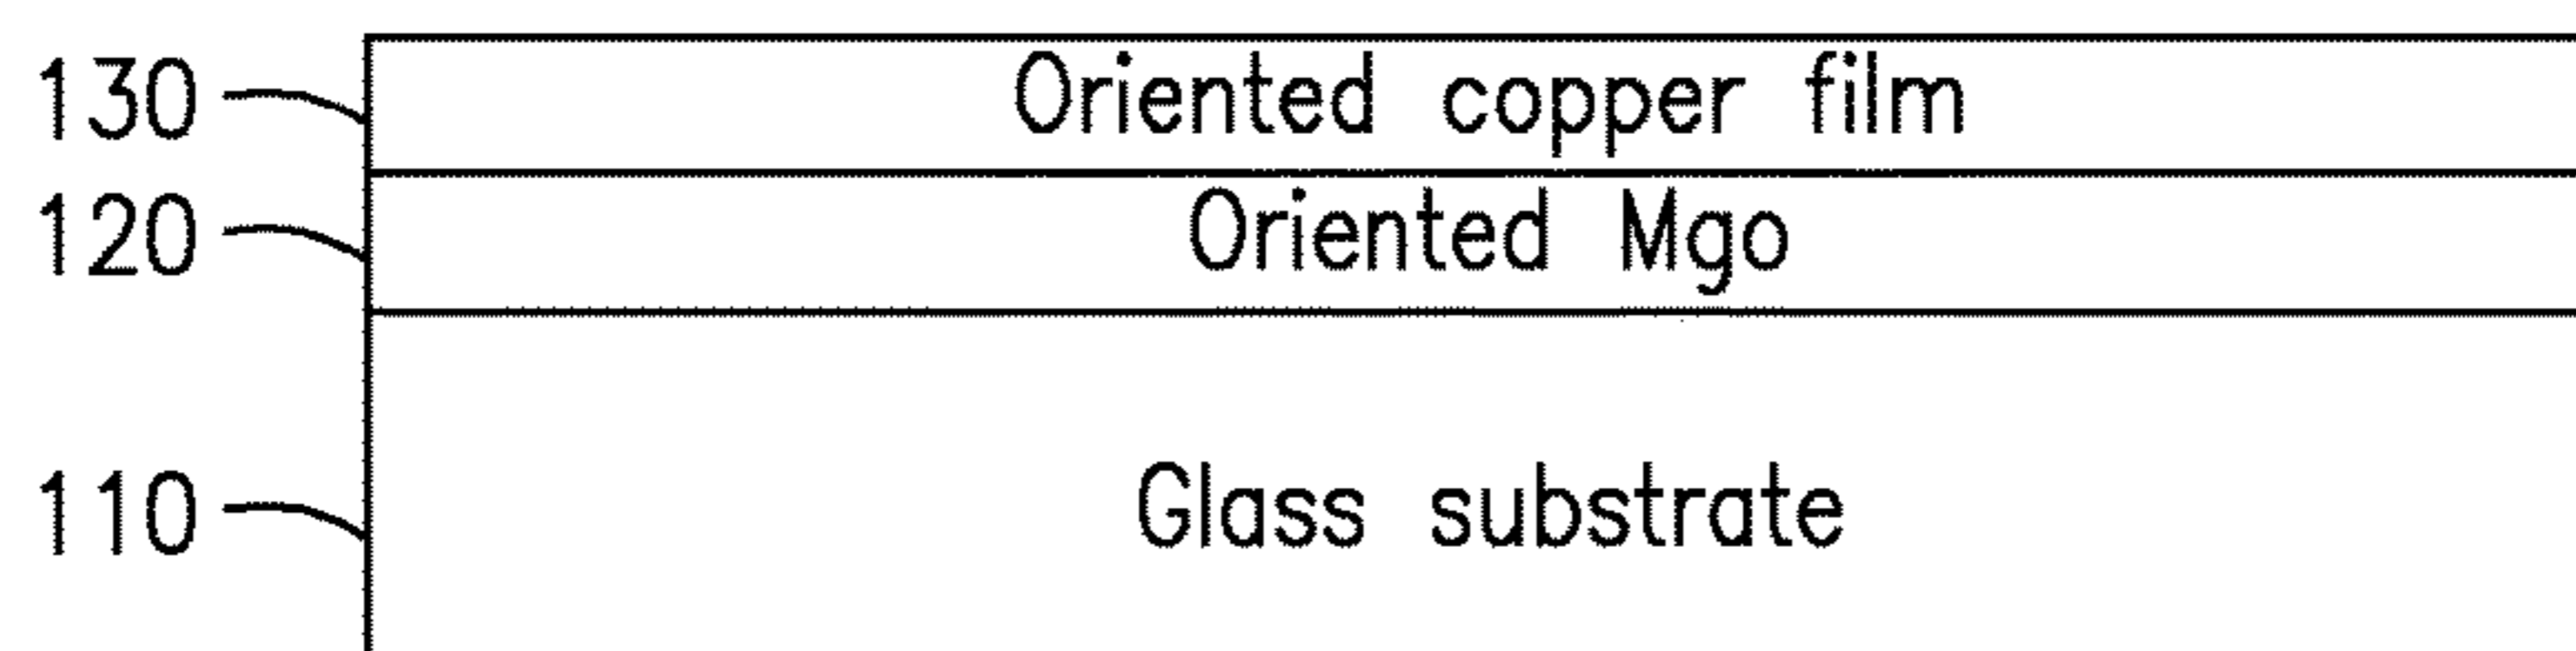 130 Oriented copper film
120 Oriented Mgo
110 Glass substrate